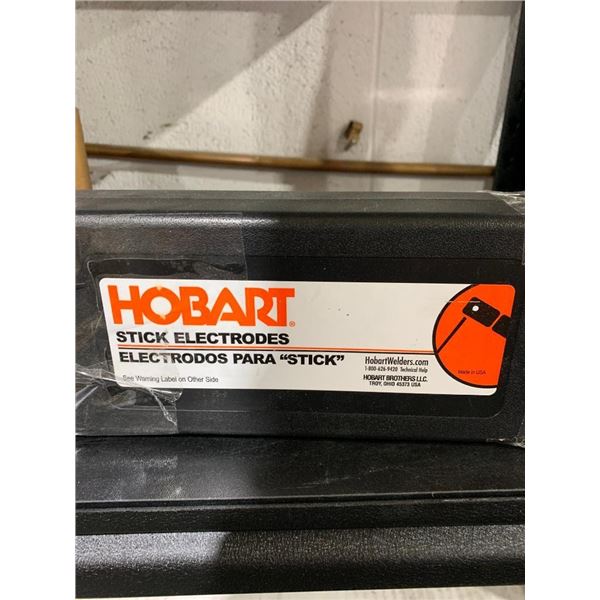 HOBART®
STICK ELECTRODES
ELECTRODOS PARA “STICK”
See Warning Label on Other Side
HobartWelders.com
1-800-626-9420 Technical Help
HOBART BROTHERS LLC.
TROY, OHIO 45373 USA
Made in USA